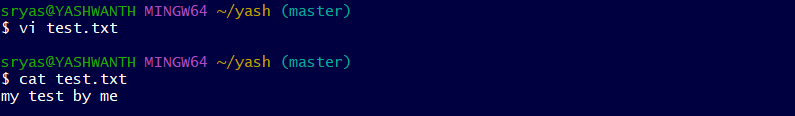 sryas@YASHWANTH MINGW64 ~/yash (master)
$ vi test.txt
sryas@YASHWANTH MINGW64 ~/yash (master)
$ cat test.txt
my test by me